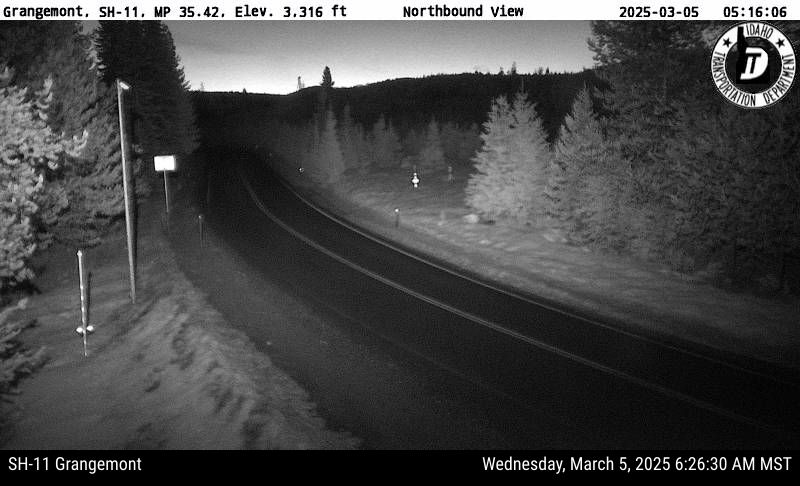 Grangemont, SH-11, MP 35.42, Elev. 3,316 ft Northbound View 2025-03-05 05:16:06
IDAHO
TRANSPORTATION DEPARTMENT
SH-11 Grangemont Wednesday, March 5, 2025 6:26:30 AM MST